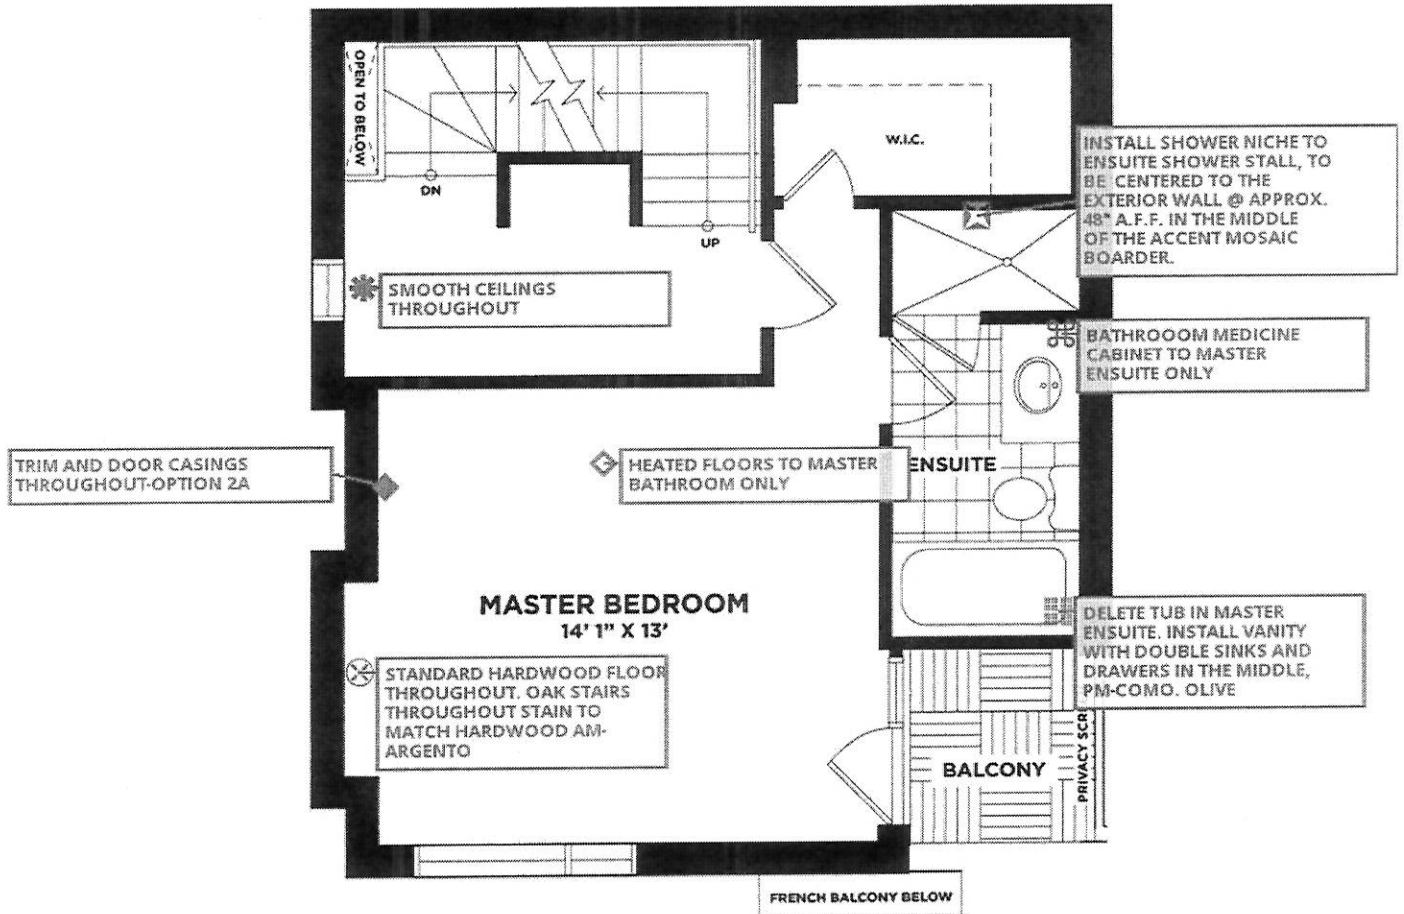 OPEN TO BELOW
DN
UP
W.I.C.
INSTALL SHOWER NICHE TO
ENSUITE SHOWER STALL, TO
BE CENTERED TO THE
EXTERIOR WALL @ APPROX.
48" A.F.F. IN THE MIDDLE
OF THE ACCENT MOSAIC
BOARDER.
SMOOTH CEILINGS
THROUGHOUT
BATHROOOM MEDICINE
CABINET TO MASTER
ENSUITE ONLY
TRIM AND DOOR CASINGS
THROUGHOUT-OPTION 2A
HEATED FLOORS TO MASTER
BATHROOM ONLY
ENSUITE
MASTER BEDROOM
14' 1" X 13'
DELETE TUB IN MASTER
ENSUITE. INSTALL VANITY
WITH DOUBLE SINKS AND
DRAWERS IN THE MIDDLE,
PM-COMO. OLIVE
STANDARD HARDWOOD FLOOR
THROUGHOUT. OAK STAIRS
THROUGHOUT STAIN TO
MATCH HARDWOOD AM-
ARGENTO
BALCONY
PRIVACY SCR
FRENCH BALCONY BELOW